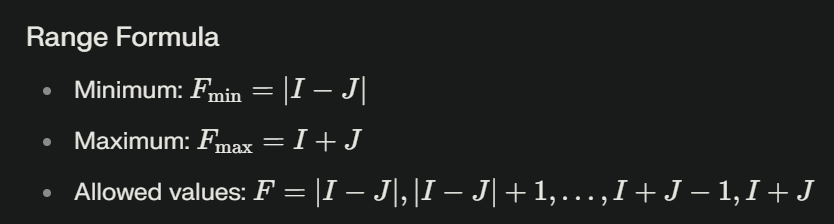 Range Formula
• Minimum: F_min = |I − J|
• Maximum: F_max = I + J
• Allowed values: F = |I − J|, |I − J| + 1, . . . , I + J − 1, I + J